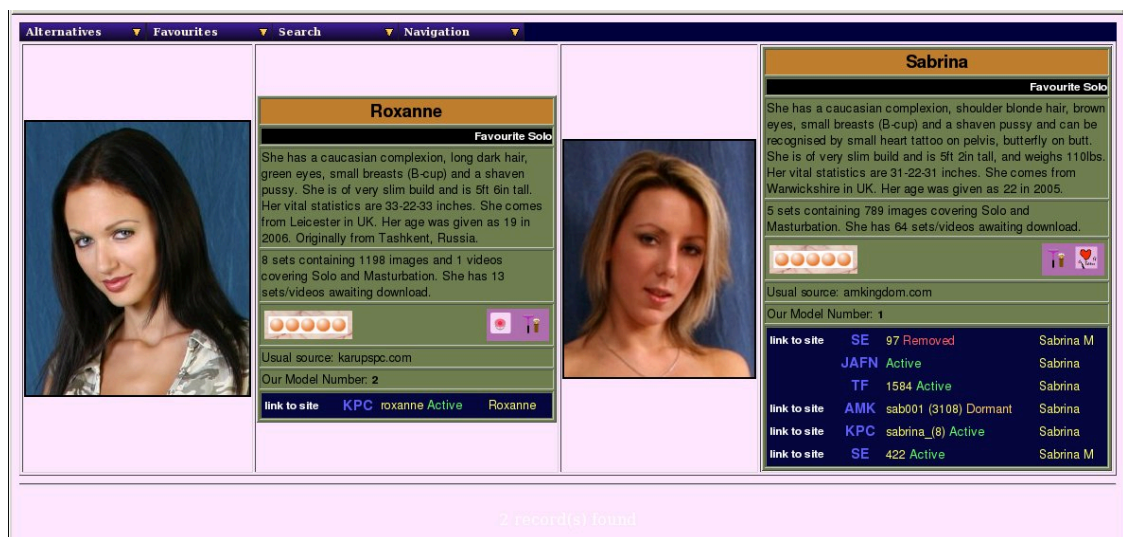 Alternatives Favourites Search Navigation
Roxanne
Favourite Solo
She has a caucasian complexion, long dark hair,
green eyes, small breasts (B-cup) and a shaven
pussy. She is of very slim build and is 5ft 6in tall.
Her vital statistics are 33-22-33 inches. She comes
from Leicester in UK. Her age was given as 19 in
2006. Originally from Tashkent, Russia.
8 sets containing 1198 images and 1 videos
covering Solo and Masturbation. She has 13
sets/videos awaiting download.
Usual source: karupspc.com
Our Model Number: 2
link to site KPC roxanne Active Roxanne
Sabrina
Favourite Solo
She has a caucasian complexion, shoulder blonde hair, brown
eyes, small breasts (B-cup) and a shaven pussy and can be
recognised by small heart tattoo on pelvis, butterfly on butt.
She is of very slim build and is 5ft 2in tall, and weighs 110lbs.
Her vital statistics are 31-22-31 inches. She comes from
Warwickshire in UK. Her age was given as 22 in 2005.
5 sets containing 789 images covering Solo and
Masturbation. She has 64 sets/videos awaiting download.
Usual source: amkingdom.com
Our Model Number: 1
link to site SE 97 Removed Sabrina M
JAFN Active Sabrina
TF 1584 Active Sabrina
link to site AMK sab001 (3108) Dormant Sabrina
link to site KPC sabrina_(8) Active Sabrina
link to site SE 422 Active Sabrina M
2 record(s) found